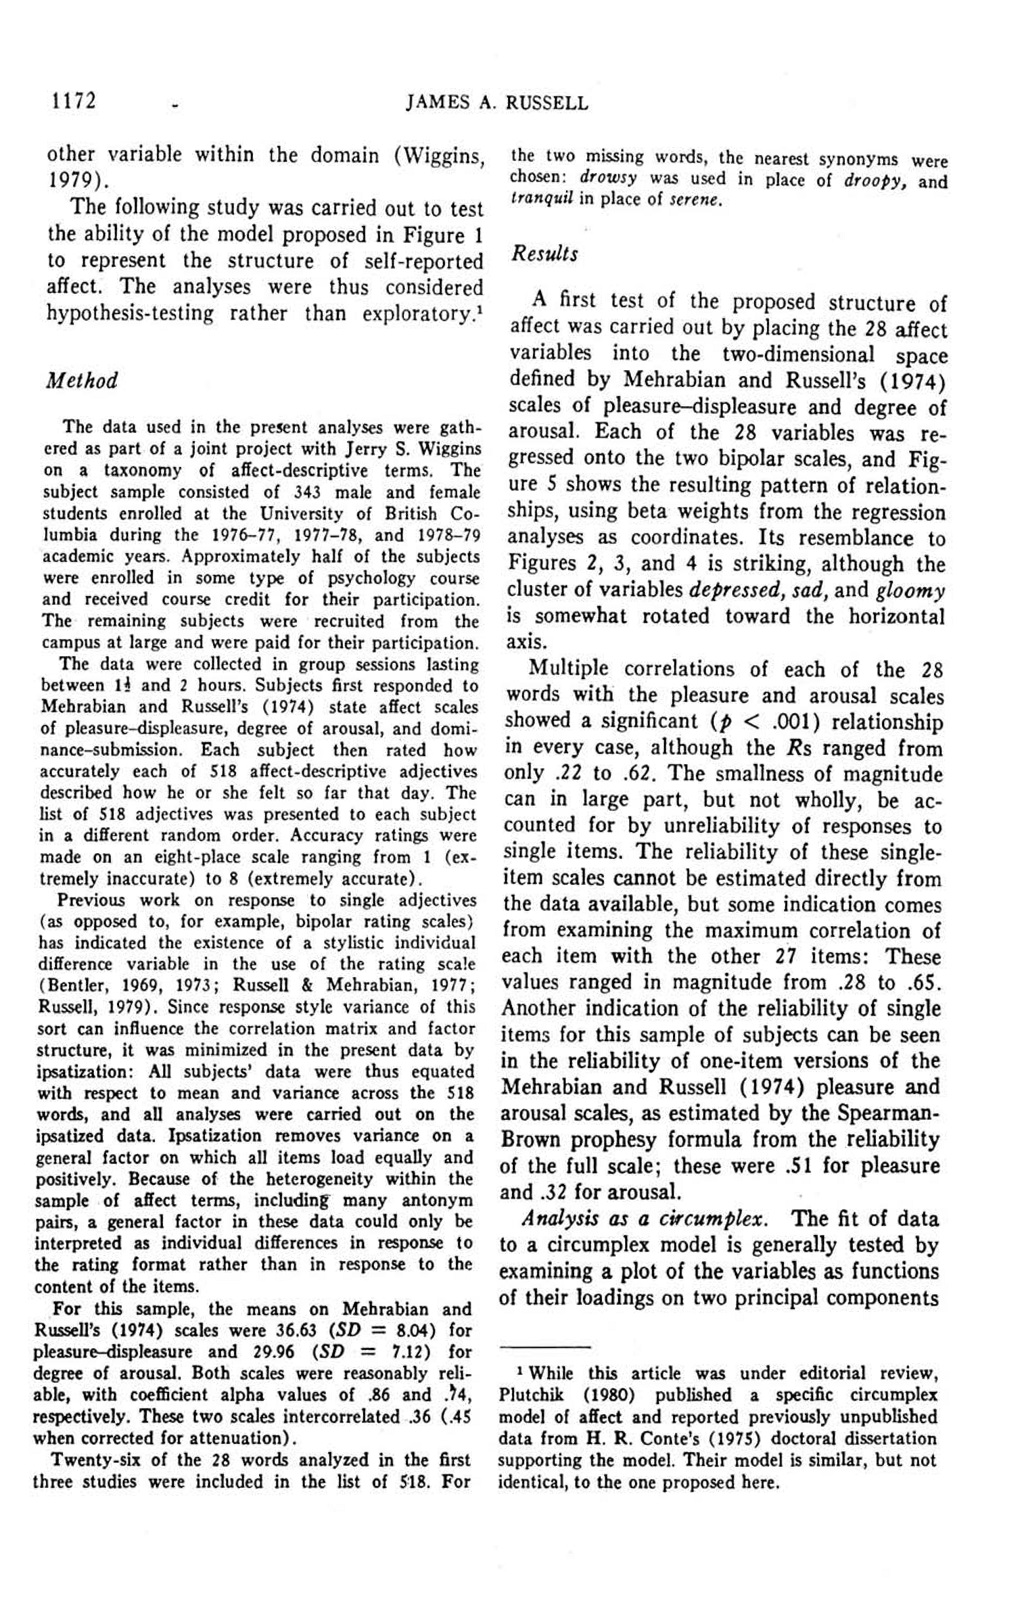 1172
JAMES A. RUSSELL
other variable within the domain (Wiggins,
1979).
The following study was carried out to test
the ability of the model proposed in Figure 1
to represent the structure of self-reported
affect. The analyses were thus considered
hypothesis-testing rather than exploratory.¹
Method
The data used in the present analyses were gath-
ered as part of a joint project with Jerry S. Wiggins
on a taxonomy of affect-descriptive terms. The
subject sample consisted of 343 male and female
students enrolled at the University of British Co-
lumbia during the 1976–77, 1977–78, and 1978–79
academic years. Approximately half of the subjects
were enrolled in some type of psychology course
and received course credit for their participation.
The remaining subjects were recruited from the
campus at large and were paid for their participation.
The data were collected in group sessions lasting
between 1½ and 2 hours. Subjects first responded to
Mehrabian and Russell's (1974) state affect scales
of pleasure–displeasure, degree of arousal, and domi-
nance–submission. Each subject then rated how
accurately each of 518 affect-descriptive adjectives
described how he or she felt so far that day. The
list of 518 adjectives was presented to each subject
in a different random order. Accuracy ratings were
made on an eight-place scale ranging from 1 (ex-
tremely inaccurate) to 8 (extremely accurate).
Previous work on response to single adjectives
(as opposed to, for example, bipolar rating scales)
has indicated the existence of a stylistic individual
difference variable in the use of the rating scale
(Bentler, 1969, 1973; Russell & Mehrabian, 1977;
Russell, 1979). Since response style variance of this
sort can influence the correlation matrix and factor
structure, it was minimized in the present data by
ipsatization: All subjects' data were thus equated
with respect to mean and variance across the 518
words, and all analyses were carried out on the
ipsatized data. Ipsatization removes variance on a
general factor on which all items load equally and
positively. Because of the heterogeneity within the
sample of affect terms, including many antonym
pairs, a general factor in these data could only be
interpreted as individual differences in response to
the rating format rather than in response to the
content of the items.
For this sample, the means on Mehrabian and
Russell's (1974) scales were 36.63 (SD = 8.04) for
pleasure–displeasure and 29.96 (SD = 7.12) for
degree of arousal. Both scales were reasonably reli-
able, with coefficient alpha values of .86 and .74,
respectively. These two scales intercorrelated .36 (.45
when corrected for attenuation).
Twenty-six of the 28 words analyzed in the first
three studies were included in the list of 518. For
the two missing words, the nearest synonyms were
chosen: drowsy was used in place of droopy, and
tranquil in place of serene.
Results
A first test of the proposed structure of
affect was carried out by placing the 28 affect
variables into the two-dimensional space
defined by Mehrabian and Russell's (1974)
scales of pleasure–displeasure and degree of
arousal. Each of the 28 variables was re-
gressed onto the two bipolar scales, and Fig-
ure 5 shows the resulting pattern of relation-
ships, using beta weights from the regression
analyses as coordinates. Its resemblance to
Figures 2, 3, and 4 is striking, although the
cluster of variables depressed, sad, and gloomy
is somewhat rotated toward the horizontal
axis.
Multiple correlations of each of the 28
words with the pleasure and arousal scales
showed a significant (p < .001) relationship
in every case, although the Rs ranged from
only .22 to .62. The smallness of magnitude
can in large part, but not wholly, be ac-
counted for by unreliability of responses to
single items. The reliability of these single-
item scales cannot be estimated directly from
the data available, but some indication comes
from examining the maximum correlation of
each item with the other 27 items: These
values ranged in magnitude from .28 to .65.
Another indication of the reliability of single
items for this sample of subjects can be seen
in the reliability of one-item versions of the
Mehrabian and Russell (1974) pleasure and
arousal scales, as estimated by the Spearman-
Brown prophesy formula from the reliability
of the full scale; these were .51 for pleasure
and .32 for arousal.
Analysis as a circumplex. The fit of data
to a circumplex model is generally tested by
examining a plot of the variables as functions
of their loadings on two principal components
¹ While this article was under editorial review,
Plutchik (1980) published a specific circumplex
model of affect and reported previously unpublished
data from H. R. Conte's (1975) doctoral dissertation
supporting the model. Their model is similar, but not
identical, to the one proposed here.